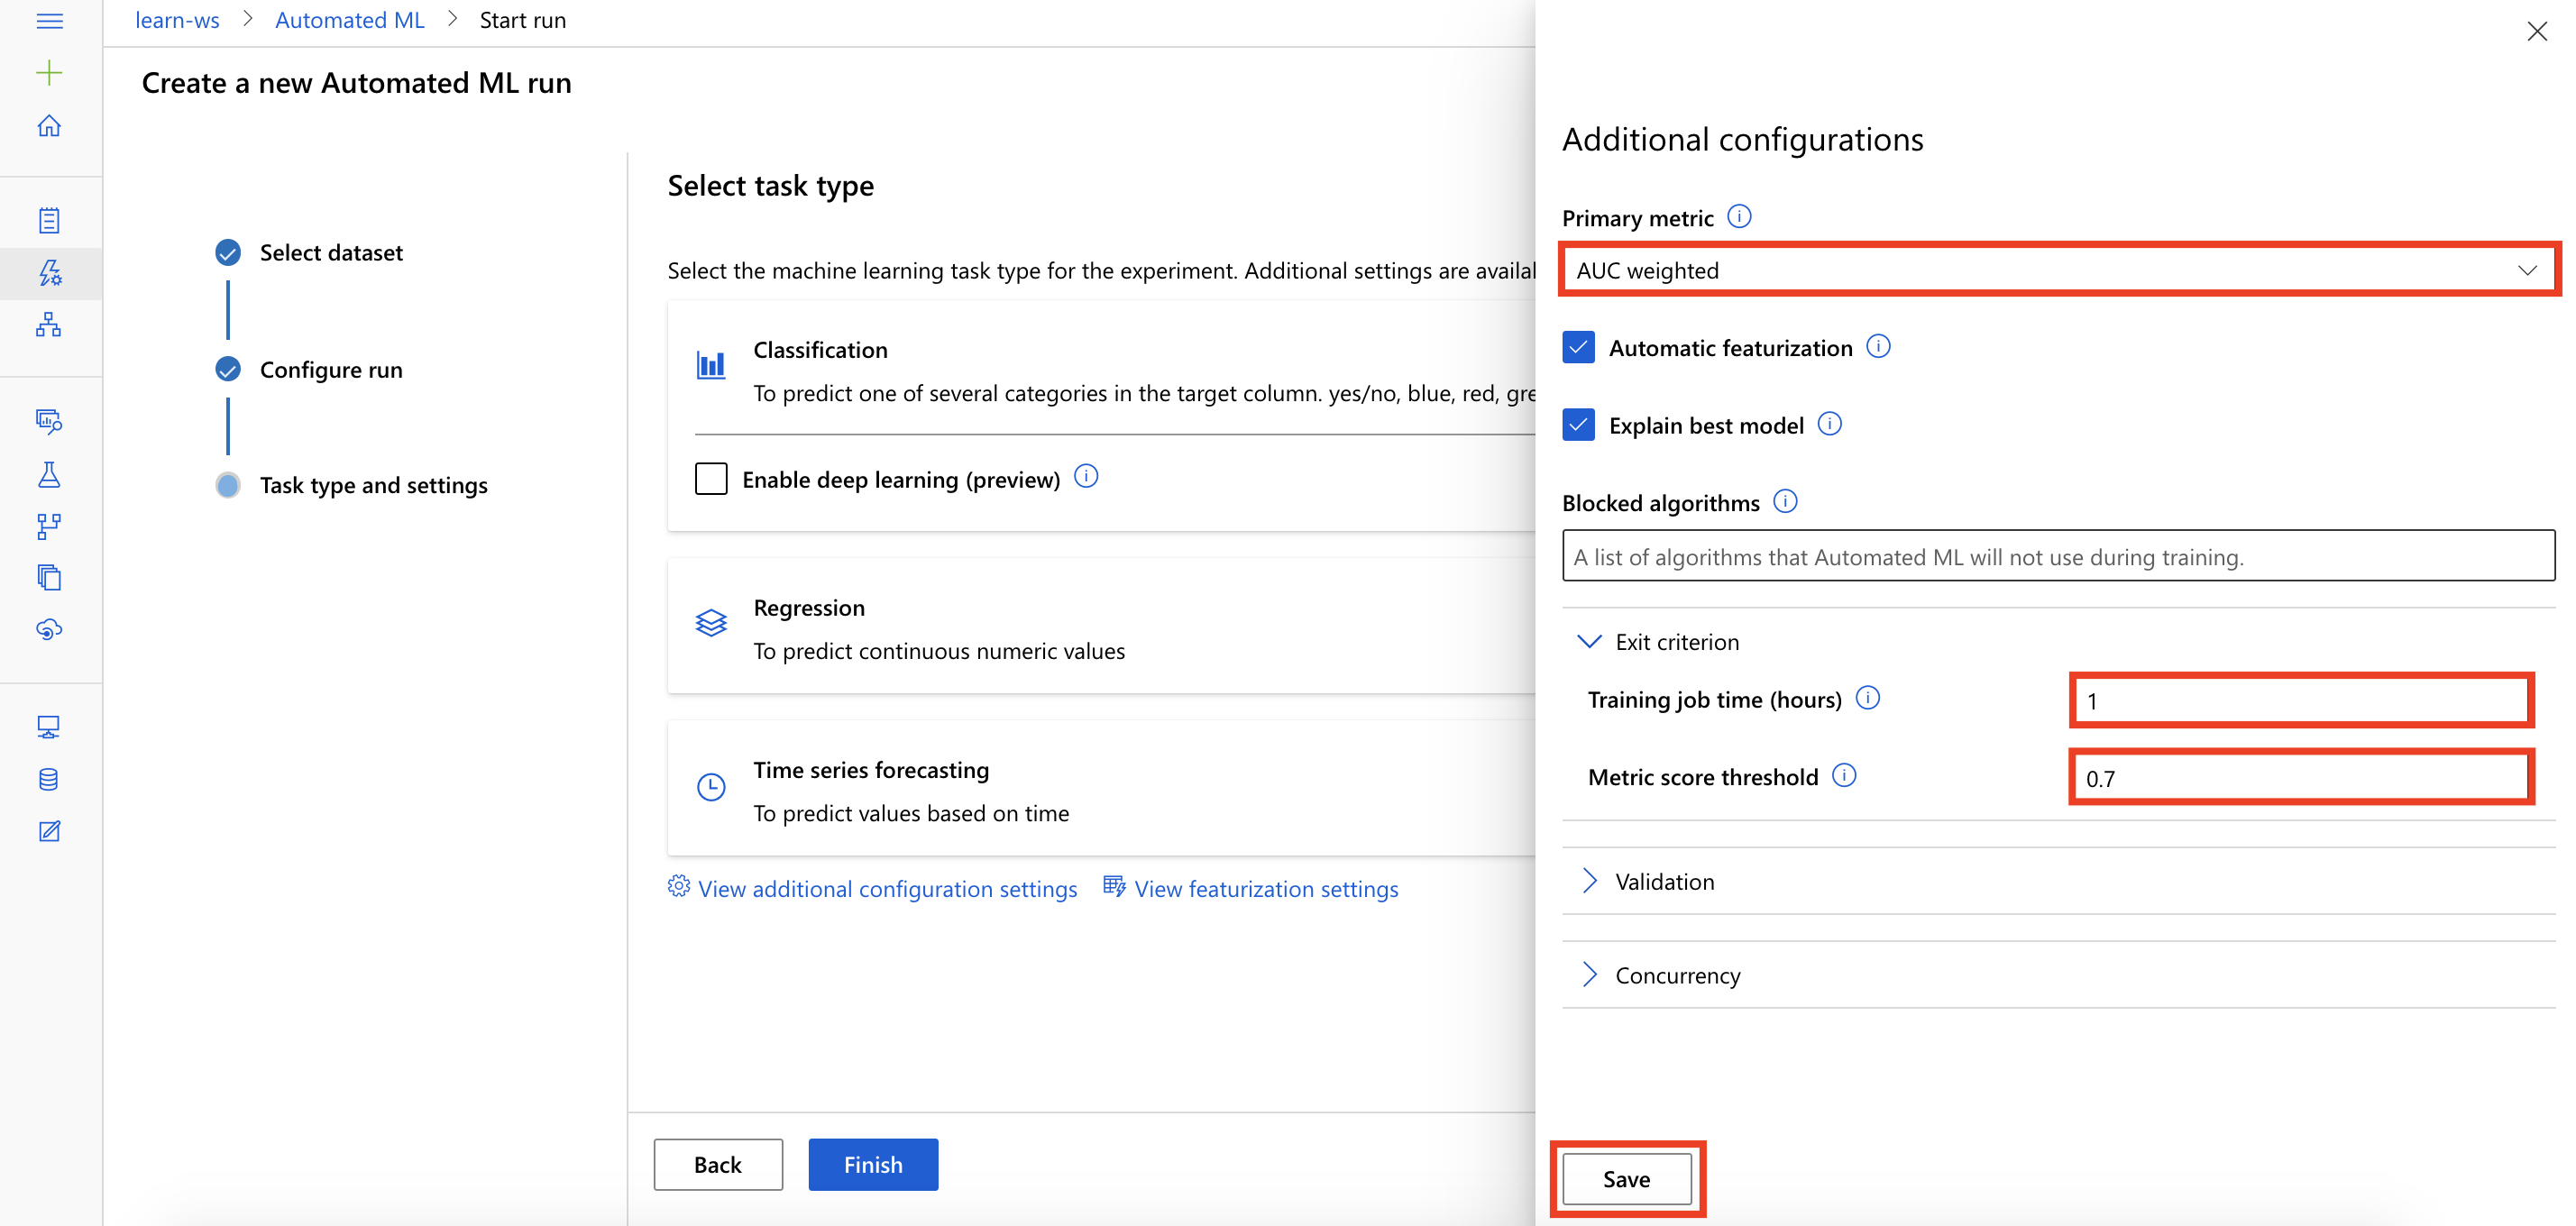 learn-ws > Automated ML > Start run
Create a new Automated ML run
Select dataset
Configure run
Task type and settings
Select task type
Select the machine learning task type for the experiment. Additional settings are availal
Classification
To predict one of several categories in the target column. yes/no, blue, red, gre
Enable deep learning (preview)
Regression
To predict continuous numeric values
Time series forecasting
To predict values based on time
View additional configuration settings
View featurization settings
Back
Finish
Additional configurations
Primary metric
AUC weighted
Automatic featurization
Explain best model
Blocked algorithms
A list of algorithms that Automated ML will not use during training.
Exit criterion
Training job time (hours)
1
Metric score threshold
0.7
Validation
Concurrency
Save